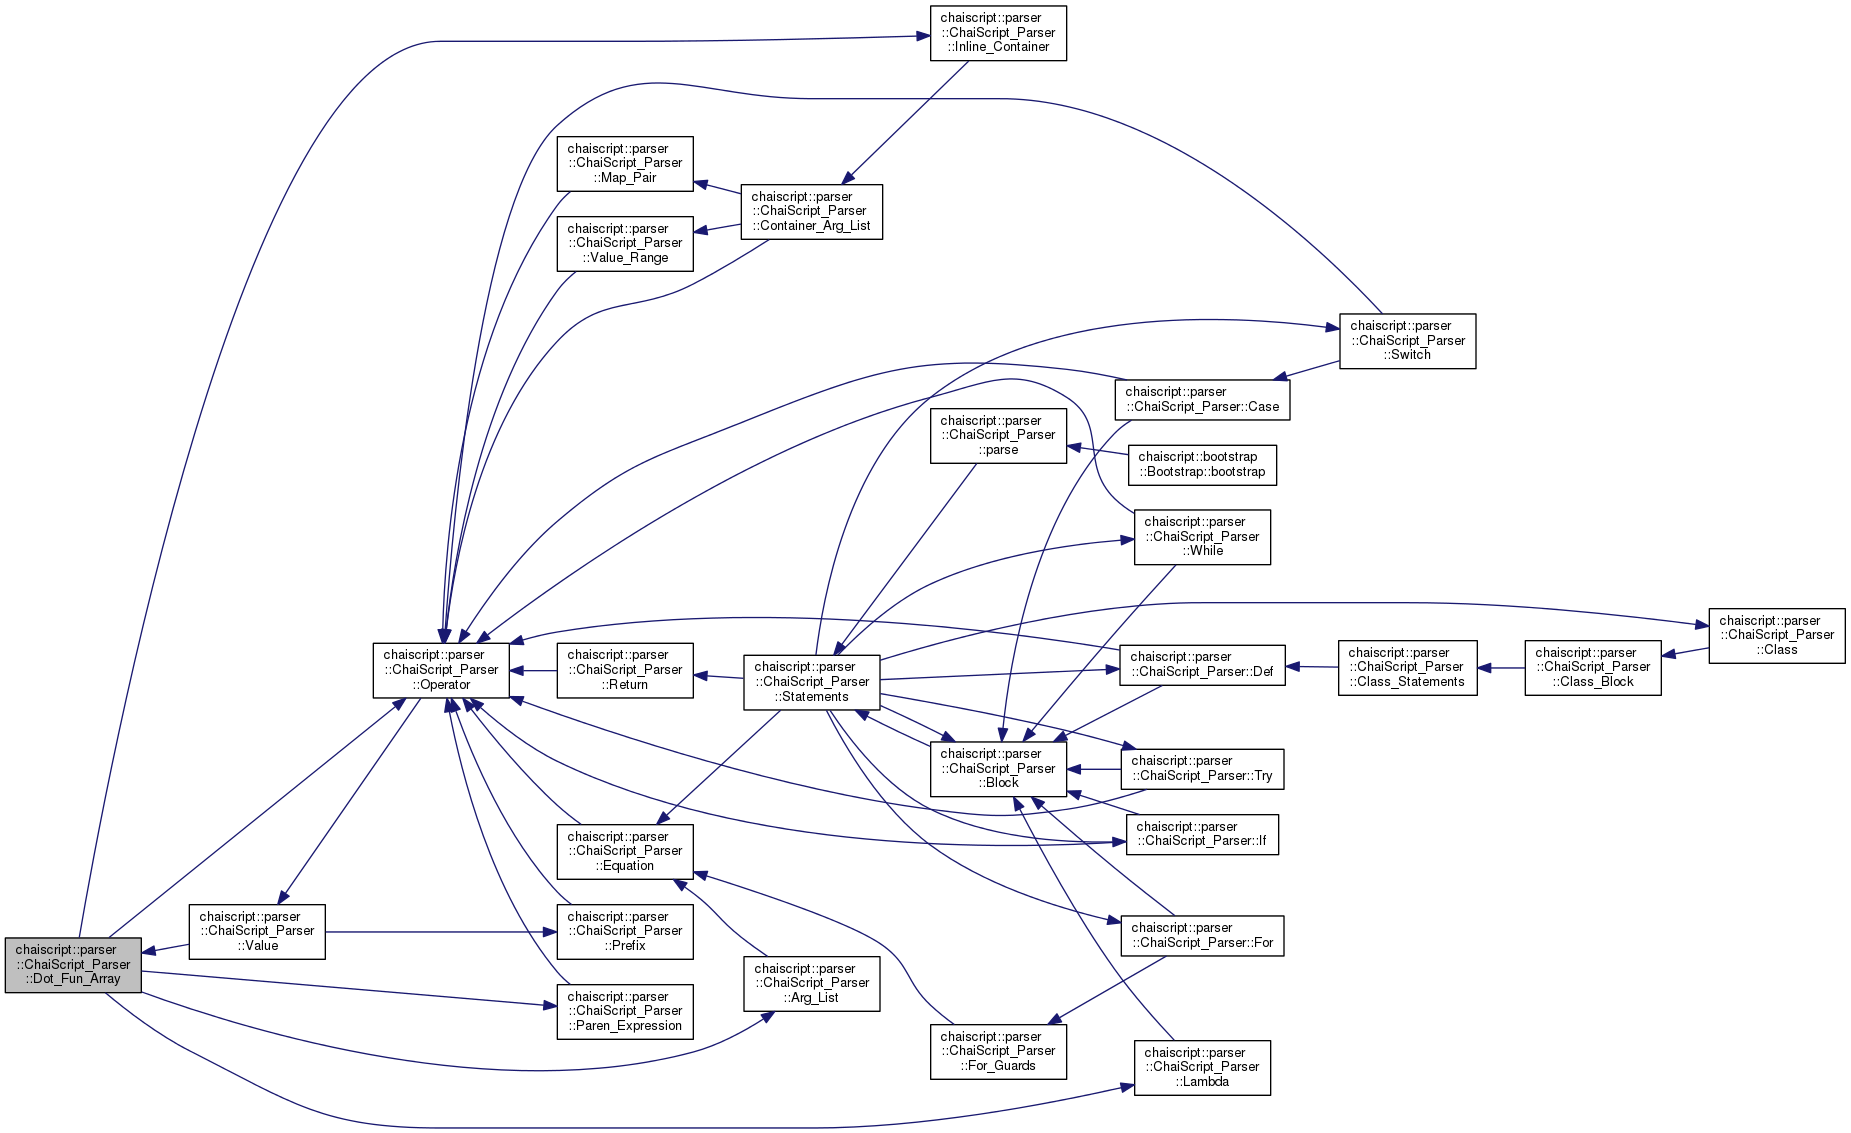 chaiscript::parser
::ChaiScript_Parser
::Inline_Container
chaiscript::parser
::ChaiScript_Parser
::Map_Pair
chaiscript::parser
::ChaiScript_Parser
::Container_Arg_List
chaiscript::parser
::ChaiScript_Parser
::Value_Range
chaiscript::parser
::ChaiScript_Parser
::Switch
chaiscript::parser
::ChaiScript_Parser::Case
chaiscript::parser
::ChaiScript_Parser
::parse
chaiscript::bootstrap
::Bootstrap::bootstrap
chaiscript::parser
::ChaiScript_Parser
::While
chaiscript::parser
::ChaiScript_Parser
::Class
chaiscript::parser
::ChaiScript_Parser
::Operator
chaiscript::parser
::ChaiScript_Parser
::Return
chaiscript::parser
::ChaiScript_Parser
::Statements
chaiscript::parser
::ChaiScript_Parser::Def
chaiscript::parser
::ChaiScript_Parser
::Class_Statements
chaiscript::parser
::ChaiScript_Parser
::Class_Block
chaiscript::parser
::ChaiScript_Parser
::Block
chaiscript::parser
::ChaiScript_Parser::Try
chaiscript::parser
::ChaiScript_Parser::If
chaiscript::parser
::ChaiScript_Parser
::Equation
chaiscript::parser
::ChaiScript_Parser
::Value
chaiscript::parser
::ChaiScript_Parser
::Prefix
chaiscript::parser
::ChaiScript_Parser::For
chaiscript::parser
::ChaiScript_Parser
::Dot_Fun_Array
chaiscript::parser
::ChaiScript_Parser
::Arg_List
chaiscript::parser
::ChaiScript_Parser
::Paren_Expression
chaiscript::parser
::ChaiScript_Parser
::For_Guards
chaiscript::parser
::ChaiScript_Parser
::Lambda